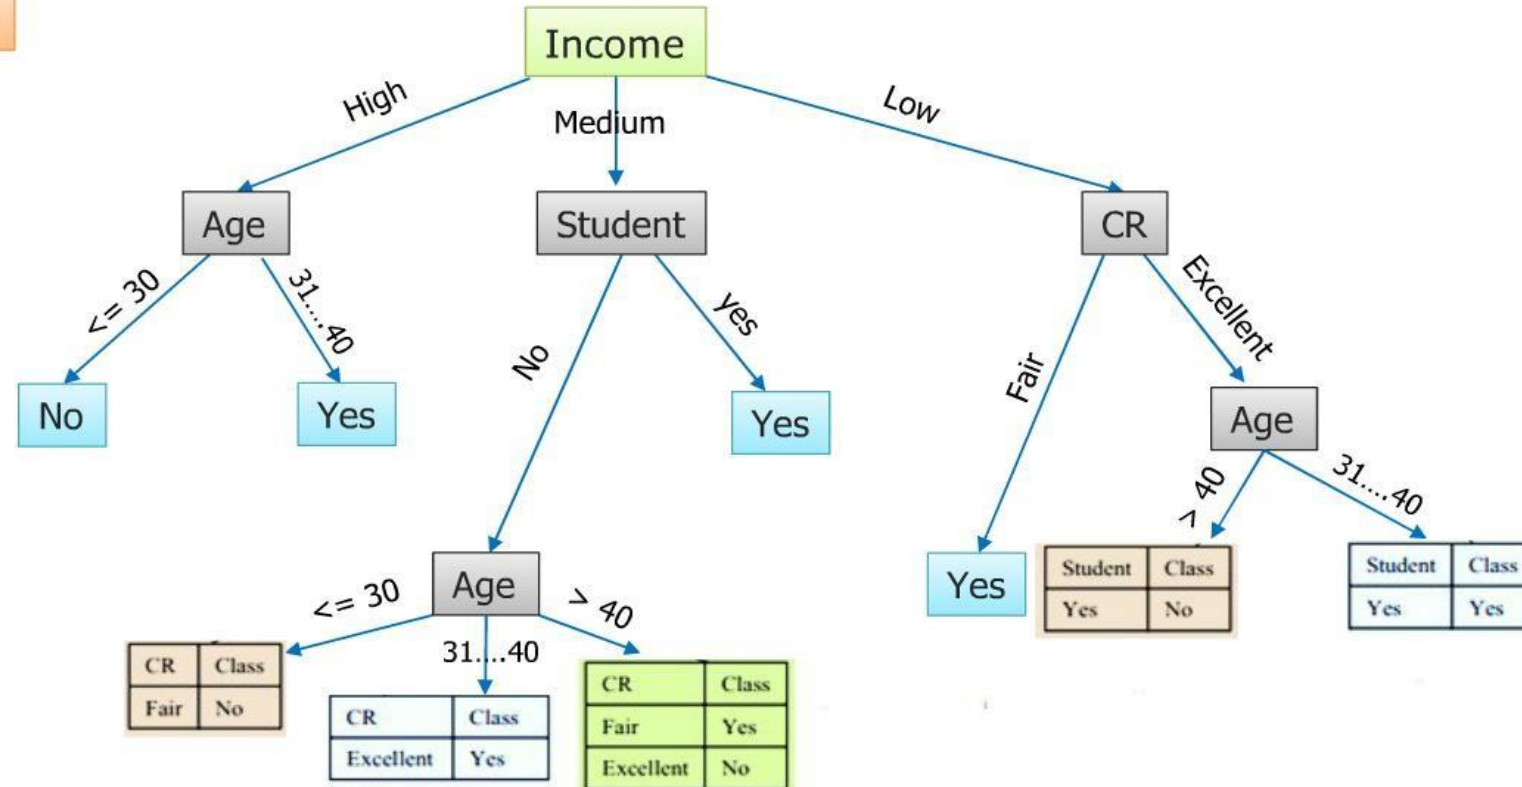 Income
High
Medium
Low
Age
Student
CR
<= 30
31....40
No
yes
Fair
Excellent
No
Yes
Yes
Age
> 40
31....40
Age
<= 30
31....40
> 40
Yes
Student Class
Yes No
Student Class
Yes Yes
CR Class
Fair No
CR Class
Excellent Yes
CR Class
Fair Yes
Excellent No